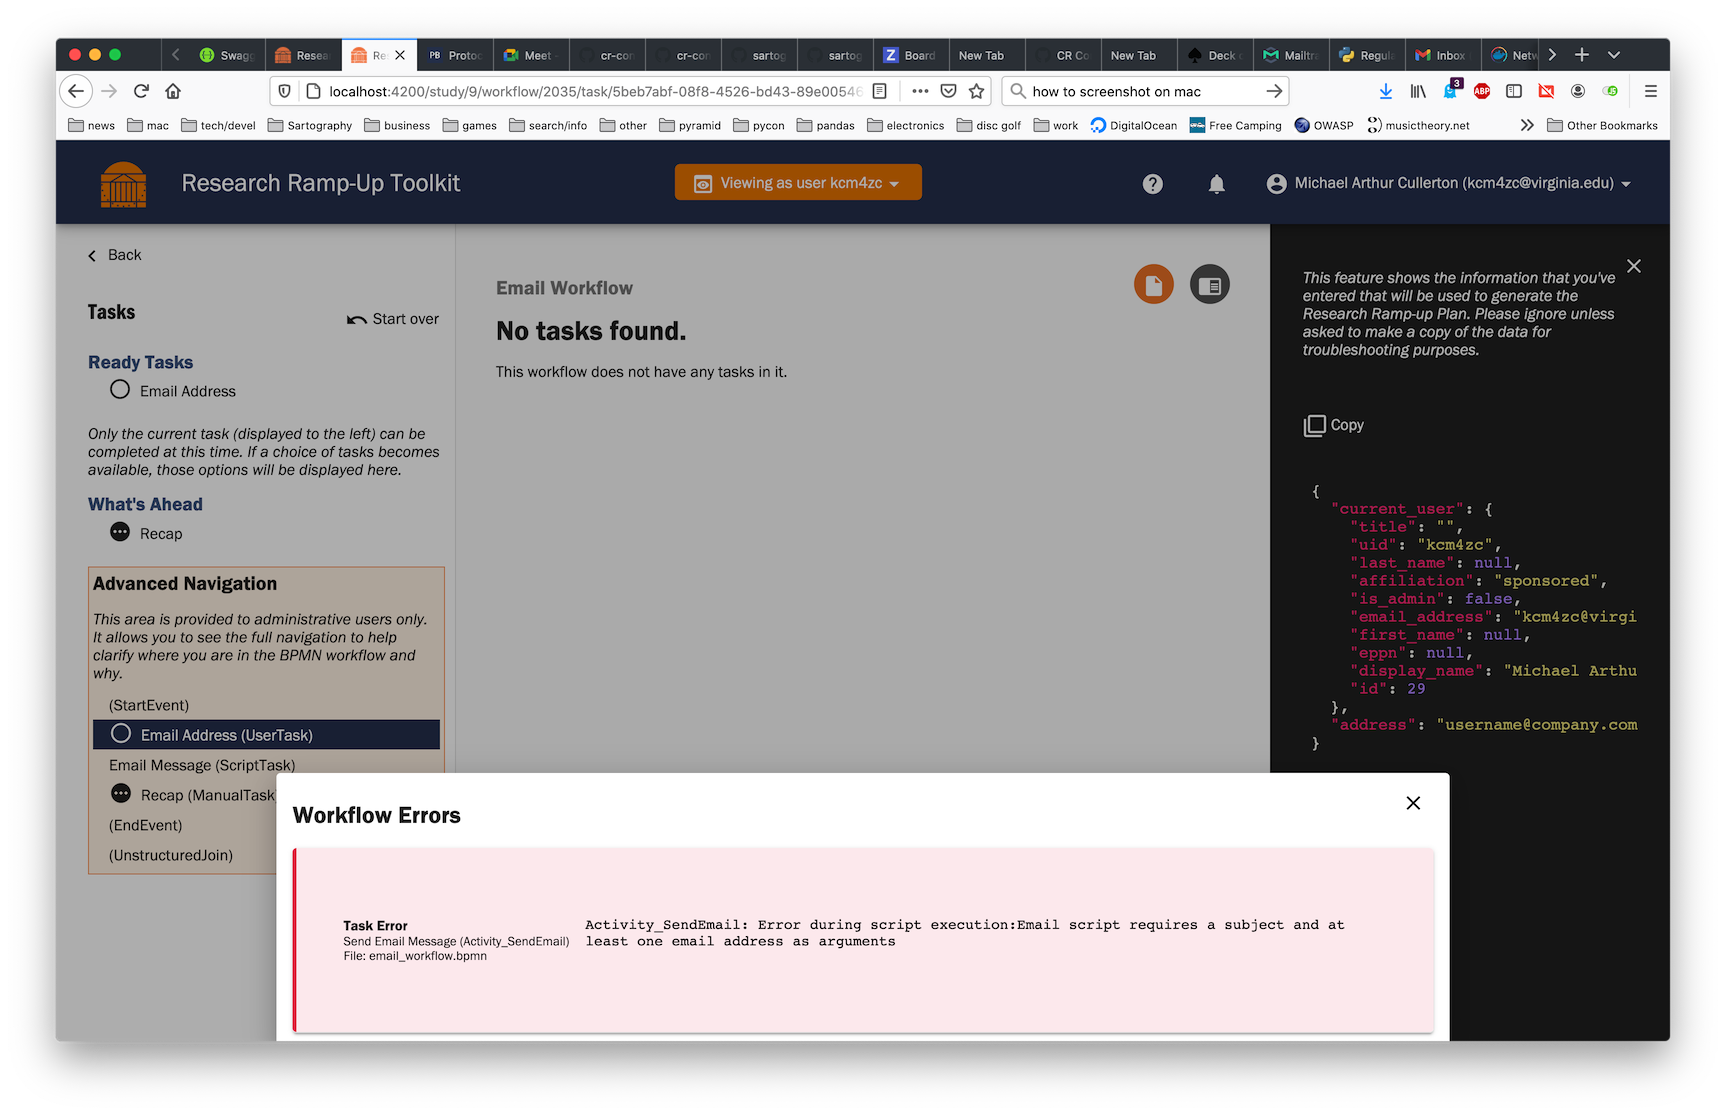 Swagg
Resea
Re
Protoc
Meet -
cr-con
cr-con
sartog
sartog
Board
New Tab
CR Co
New Tab
Deck o
Mailtra
Regula
Inbox
Netw
localhost:4200/study/9/workflow/2035/task/5beb7abf-08f8-4526-bd43-89e00546
how to screenshot on mac
3
ABP
news
mac
tech/devel
Sartography
business
games
search/info
other
pyramid
pycon
pandas
electronics
disc golf
work
DigitalOcean
Free Camping
OWASP
musictheory.net
Other Bookmarks
Research Ramp-Up Toolkit
Viewing as user kcm4zc
Michael Arthur Cullerton (kcm4zc@virginia.edu)
Back
Tasks
Start over
Ready Tasks
Email Address
Only the current task (displayed to the left) can be
completed at this time. If a choice of tasks becomes
available, those options will be displayed here.
What's Ahead
Recap
Advanced Navigation
This area is provided to administrative users only.
It allows you to see the full navigation to help
clarify where you are in the BPMN workflow and
why.
(StartEvent)
Email Address (UserTask)
Email Message (ScriptTask)
Recap (ManualTask
(EndEvent)
(UnstructuredJoin)
Email Workflow
No tasks found.
This workflow does not have any tasks in it.
This feature shows the information that you've
entered that will be used to generate the
Research Ramp-up Plan. Please ignore unless
asked to make a copy of the data for
troubleshooting purposes.
Copy
{
"current_user": {
"title": "",
"uid": "kcm4zc",
"last_name": null,
"affiliation": "sponsored",
"is_admin": false,
"email_address": "kcm4zc@virgi
"first_name": null,
"eppn": null,
"display_name": "Michael Arthu
"id": 29
},
"address": "username@company.com
}
Workflow Errors
Task Error
Send Email Message (Activity_SendEmail)
File: email_workflow.bpmn
Activity_SendEmail: Error during script execution:Email script requires a subject and at
least one email address as arguments